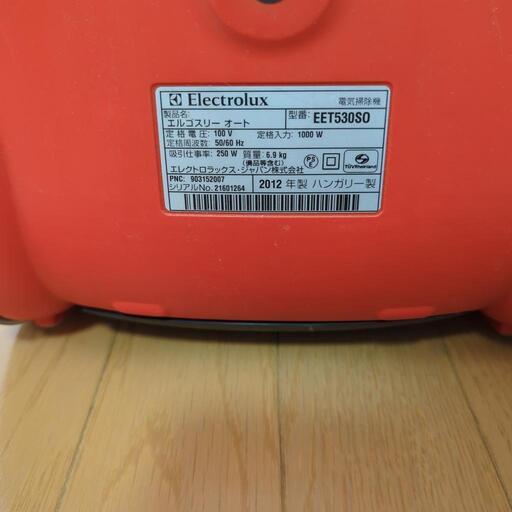 Electrolux 電気掃除機
製品名: 型番: EET530SO
エルゴスリー オート
定格電圧: 100 V 定格入力: 1000 W
定格周波数: 50/60 Hz
吸引仕事率: 250 W 質量: 6.9 kg
(備品等含む)
エレクトロラックス・ジャパン株式会社
PNC: 903152007
シリアルNo. 21601264
2012 年製 ハンガリー製
PS
E
TÜVRheinland